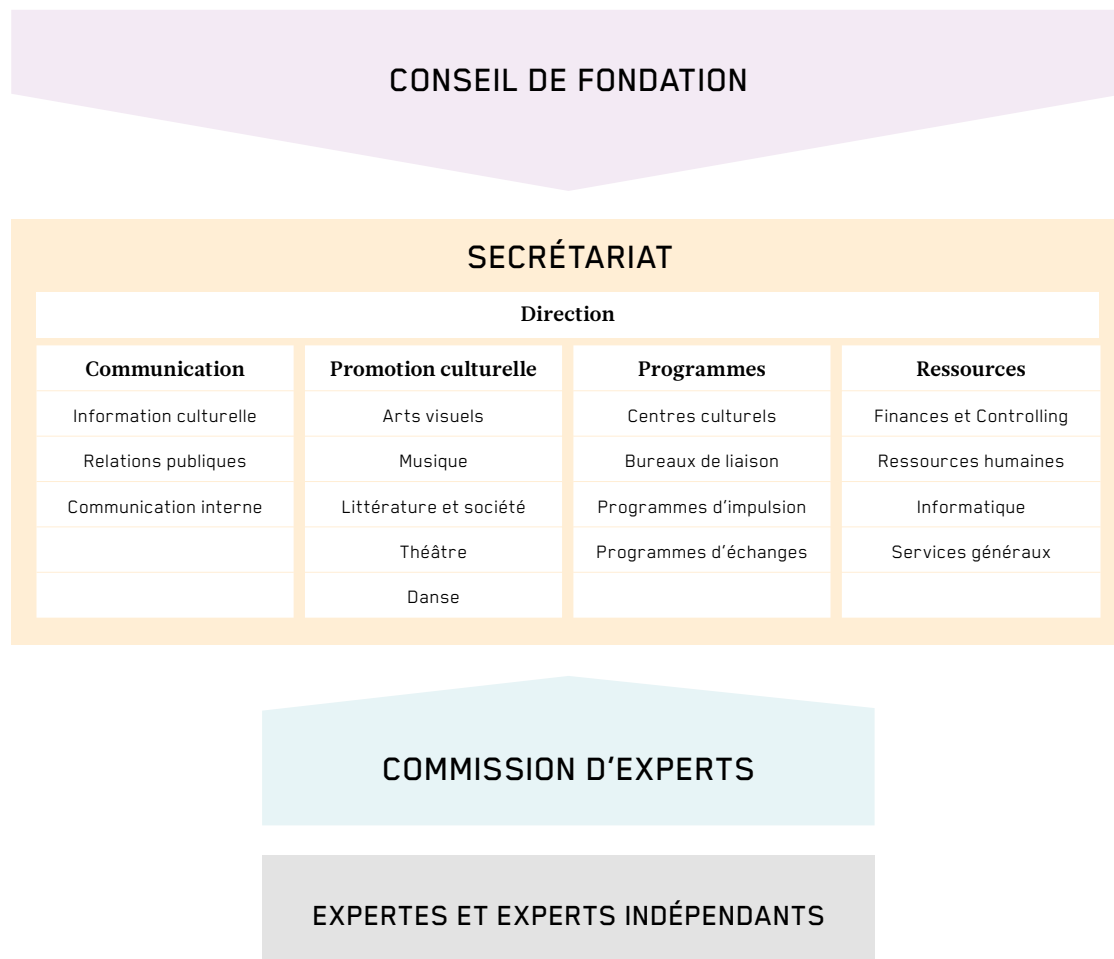 CONSEIL DE FONDATION
SECRÉTARIAT
Direction
Communication
Information culturelle
Relations publiques
Communication interne
Promotion culturelle
Arts visuels
Musique
Littérature et société
Théâtre
Danse
Programmes
Centres culturels
Bureaux de liaison
Programmes d’impulsion
Programmes d’échanges
Ressources
Finances et Controlling
Ressources humaines
Informatique
Services généraux
COMMISSION D’EXPERTS
EXPERTES ET EXPERTS INDÉPENDANTS